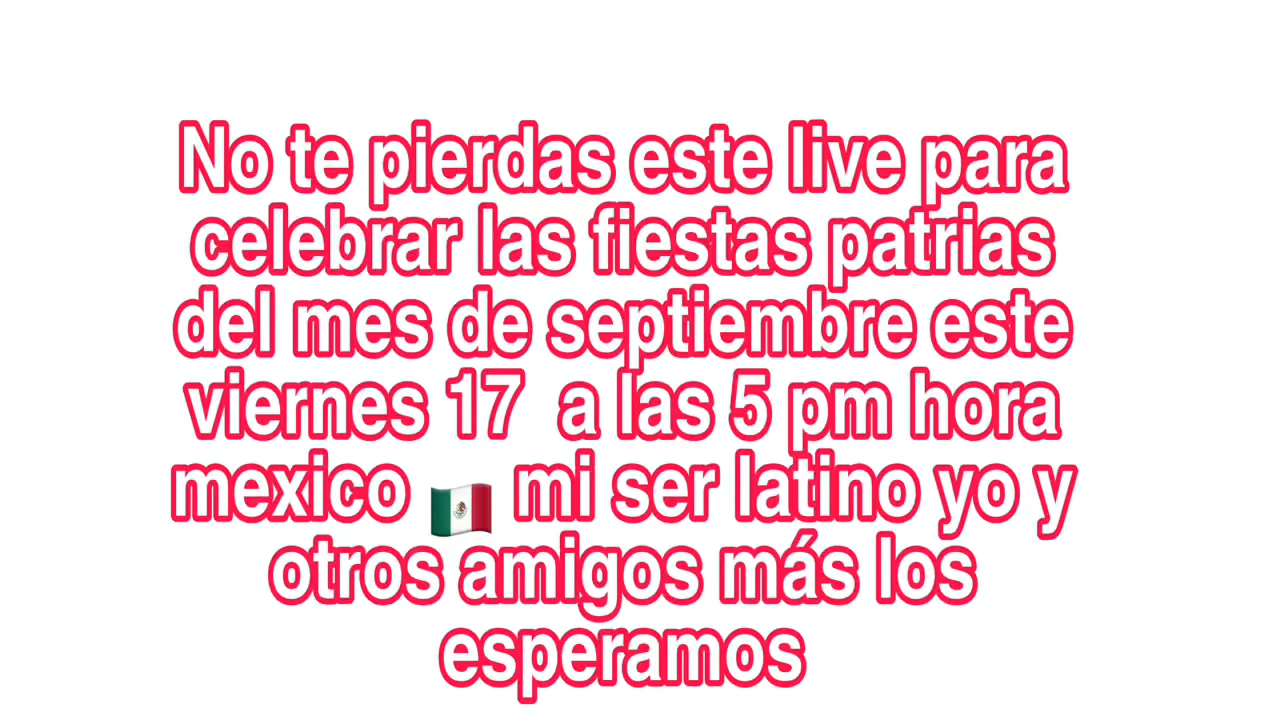 No te pierdas este live para
celebrar las fiestas patrias
del mes de septiembre este
viernes 17  a las 5 pm hora
mexico 🇲🇽 mi ser latino yo y
otros amigos más los
esperamos